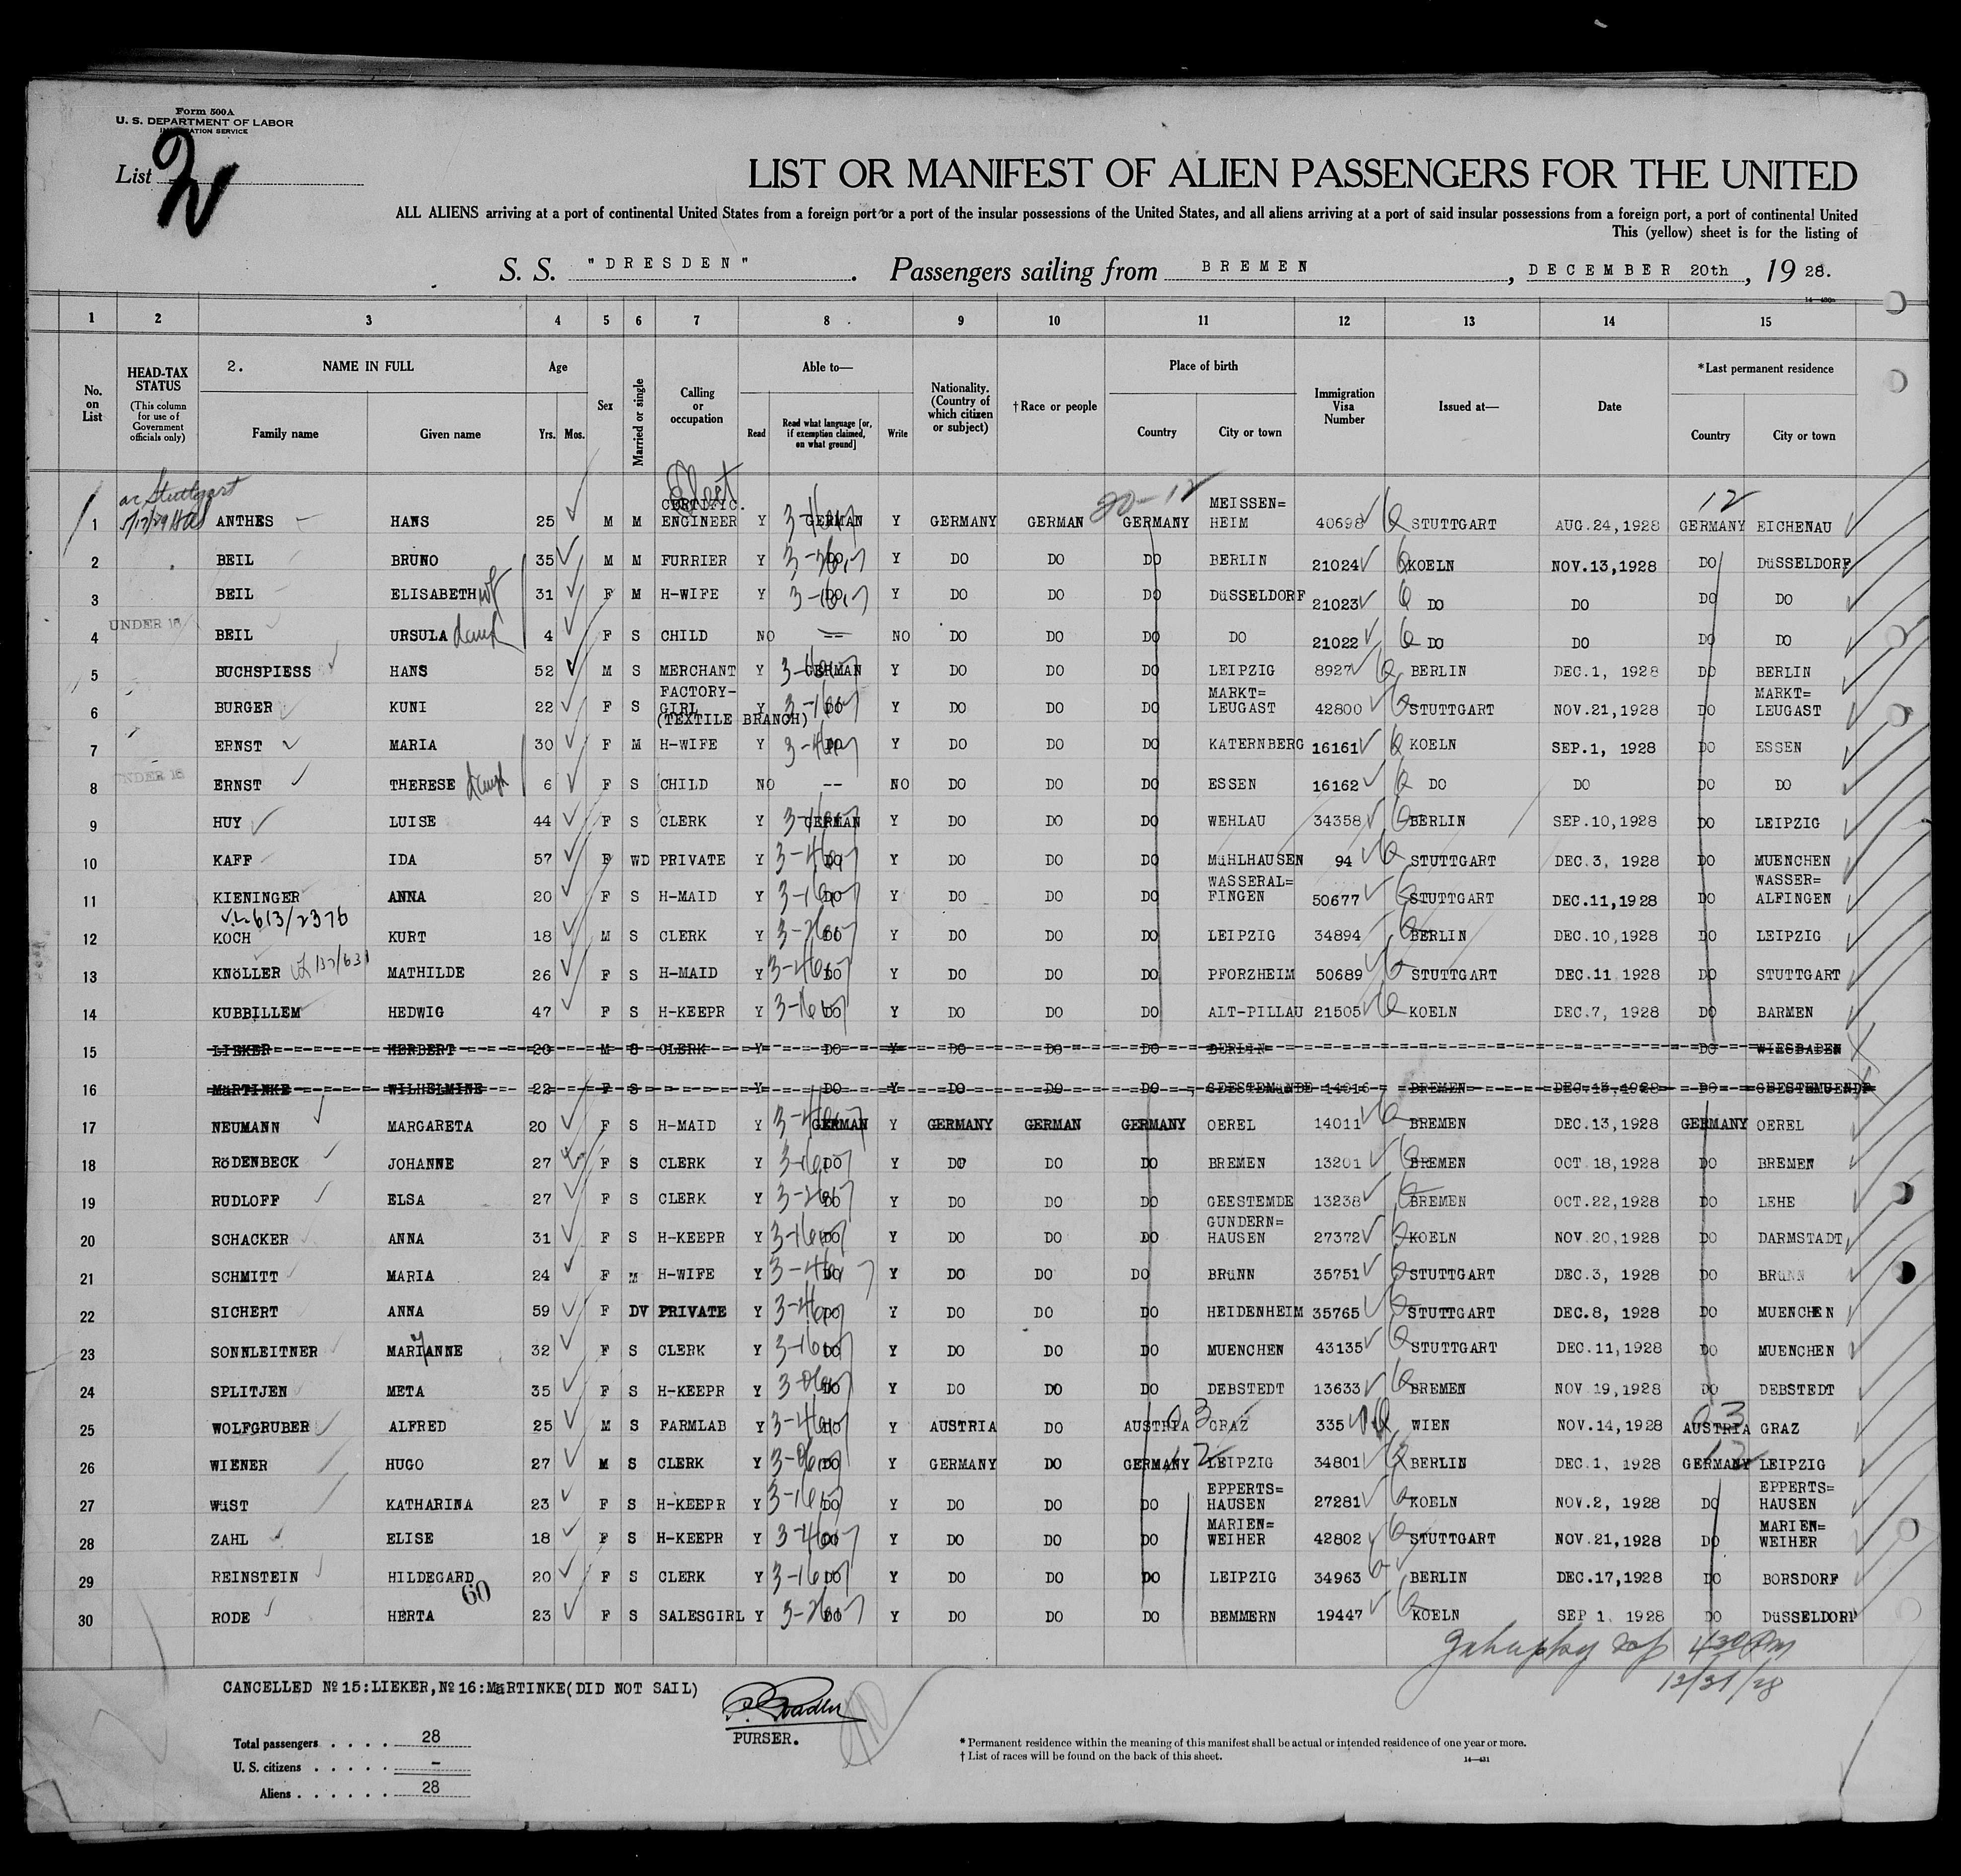 Form 500A
U. S. DEPARTMENT OF LABOR
IMMIGRATION SERVICE
List 2
LIST OR MANIFEST OF ALIEN PASSENGERS FOR THE UNITED
ALL ALIENS arriving at a port of continental United States from a foreign port or a port of the insular possessions of the United States, and all aliens arriving at a port of said insular possessions from a foreign port, a port of continental United
This (yellow) sheet is for the listing of
S. S. "DRESDEN". Passengers sailing from BREMEN, DECEMBER 20th, 1928.
1 2 3 4 5 6 7 8 9 10 11 12 13 14 15
No. on List HEAD-TAX STATUS (This column for use of Government officials only) 2. NAME IN FULL Family name Given name Age Yrs. Mos. Sex Married or single Calling or occupation Able to— Read Read what language [or, if exemption claimed, on what ground] Write Nationality. (Country of which citizen or subject) †Race or people Place of birth Country City or town Immigration Visa Number Issued at— Date *Last permanent residence Country City or town
1 ANTHES HANS 25 M M CERTIFIC. ENGINEER Y GERMAN Y GERMANY GERMAN GERMANY MEISSEN= HEIM 40698 STUTTGART AUG.24,1928 GERMANY EICHENAU
2 BEIL BRUNO 35 M M FURRIER Y DO Y DO DO DO BERLIN 21024 KOELN NOV.13,1928 DO DüSSELDORF
3 BEIL ELISABETH wf 31 F M H-WIFE Y DO Y DO DO DO DüSSELDORF 21023 DO DO DO DO
4 UNDER 16 BEIL URSULA daugh 4 F S CHILD NO -- NO DO DO DO DO 21022 DO DO DO DO
5 BUCHSPIESS HANS 52 M S MERCHANT Y GERMAN Y DO DO DO LEIPZIG 8927 BERLIN DEC.1, 1928 DO BERLIN
6 BURGER KUNI 22 F S FACTORY- GIRL (TEXTILE BRANCH) Y DO Y DO DO DO MARKT= LEUGAST 42800 STUTTGART NOV.21,1928 DO MARKT= LEUGAST
7 ERNST MARIA 30 F M H-WIFE Y DO Y DO DO DO KATERNBERG 16161 KOELN SEP.1, 1928 DO ESSEN
8 UNDER 16 ERNST THERESE daugh 6 F S CHILD NO -- NO DO DO DO ESSEN 16162 DO DO DO DO
9 HUY LUISE 44 F S CLERK Y GERMAN Y DO DO DO WEHLAU 34358 BERLIN SEP.10,1928 DO LEIPZIG
10 KAFF IDA 57 F WD PRIVATE Y DO Y DO DO DO MüHLHAUSEN 94 STUTTGART DEC.3, 1928 DO MUENCHEN
11 KIENINGER ANNA 20 F S H-MAID Y DO Y DO DO DO WASSERAL= FINGEN 50677 STUTTGART DEC.11,1928 DO WASSER= ALFINGEN
12 KOCH KURT 18 M S CLERK Y DO Y DO DO DO LEIPZIG 34894 BERLIN DEC.10,1928 DO LEIPZIG
13 KNöLLER MATHILDE 26 F S H-MAID Y DO Y DO DO DO PFORZHEIM 50689 STUTTGART DEC.11 1928 DO STUTTGART
14 KUBBILLEM HEDWIG 47 F S H-KEEPR Y DO Y DO DO DO ALT-PILLAU 21505 KOELN DEC.7, 1928 DO BARMEN
15 LIEKER HERBERT 20 M S CLERK Y DO Y DO DO DO BERLIN DO WIESBADEN
16 MäRTINKE WILHELMINE 22 F S Y DO Y DO DO DO GEESTEMüNDE 14016 BREMEN DEC.15,1928 DO GEESTEMUENDE
17 NEUMANN MARGARETA 20 F S H-MAID Y GERMAN Y GERMANY GERMAN GERMANY OEREL 14011 BREMEN DEC.13,1928 GERMANY OEREL
18 RöDENBECK JOHANNE 27 F S CLERK Y DO Y DO DO DO BREMEN 13201 BREMEN OCT.18,1928 DO BREMEN
19 RUDLOFF ELSA 27 F S CLERK Y DO Y DO DO DO GEESTEMDE 13238 BREMEN OCT.22,1928 DO LEHE
20 SCHACKER ANNA 31 F S H-KEEPR Y DO Y DO DO DO GUNDERN= HAUSEN 27372 KOELN NOV.20,1928 DO DARMSTADT
21 SCHMITT MARIA 24 F M H-WIFE Y DO Y DO DO DO BRüNN 35751 STUTTGART DEC.3, 1928 DO BRüNN
22 SICHERT ANNA 59 F DV PRIVATE Y DO Y DO DO DO HEIDENHEIM 35765 STUTTGART DEC.8, 1928 DO MUENCHEN
23 SONNLEITNER MARIANNE 32 F S CLERK Y DO Y DO DO DO MUENCHEN 43135 STUTTGART DEC.11,1928 DO MUENCHEN
24 SPLITJEN META 35 F S H-KEEPR Y DO Y DO DO DO DEBSTEDT 13633 BREMEN NOV 19,1928 DO DEBSTEDT
25 WOLFGRUBER ALFRED 25 M S FARMLAB Y DO Y AUSTRIA DO AUSTRIA GRAZ 335 WIEN NOV.14,1928 AUSTRIA GRAZ
26 WIENER HUGO 27 M S CLERK Y DO Y GERMANY DO GERMANY LEIPZIG 34801 BERLIN DEC.1, 1928 GERMANY LEIPZIG
27 WüST KATHARINA 23 F S H-KEEPR Y DO Y DO DO DO EPPERTS= HAUSEN 27281 KOELN NOV.2, 1928 DO EPPERTS= HAUSEN
28 ZAHL ELISE 18 F S H-KEEPR Y DO Y DO DO DO MARIEN= WEIHER 42802 STUTTGART NOV.21,1928 DO MARIEN= WEIHER
29 REINSTEIN HILDEGARD 20 F S CLERK Y DO Y DO DO DO LEIPZIG 34963 BERLIN DEC.17,1928 DO BORSDORF
60
30 RODE HERTA 23 F S SALESGIRL Y DO Y DO DO DO BEMMERN 19447 KOELN SEP 1, 1928 DO DüSSELDORF
430 Pm
12/31/28
CANCELLED No 15:LIEKER,No 16:MäRTINKE(DID NOT SAIL)
PURSER.
Total passengers . . . . . 28
U. S. citizens . . . . . -
Aliens . . . . . . 28
* Permanent residence within the meaning of this manifest shall be actual or intended residence of one year or more.
† List of races will be found on the back of this sheet.
14—431